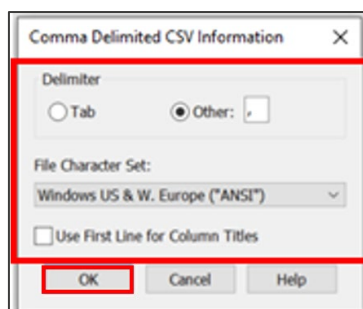 Comma Delimited CSV Information
Delimiter
Tab Other: ,
File Character Set:
Windows US & W. Europe ("ANSI")
Use First Line for Column Titles
OK Cancel Help